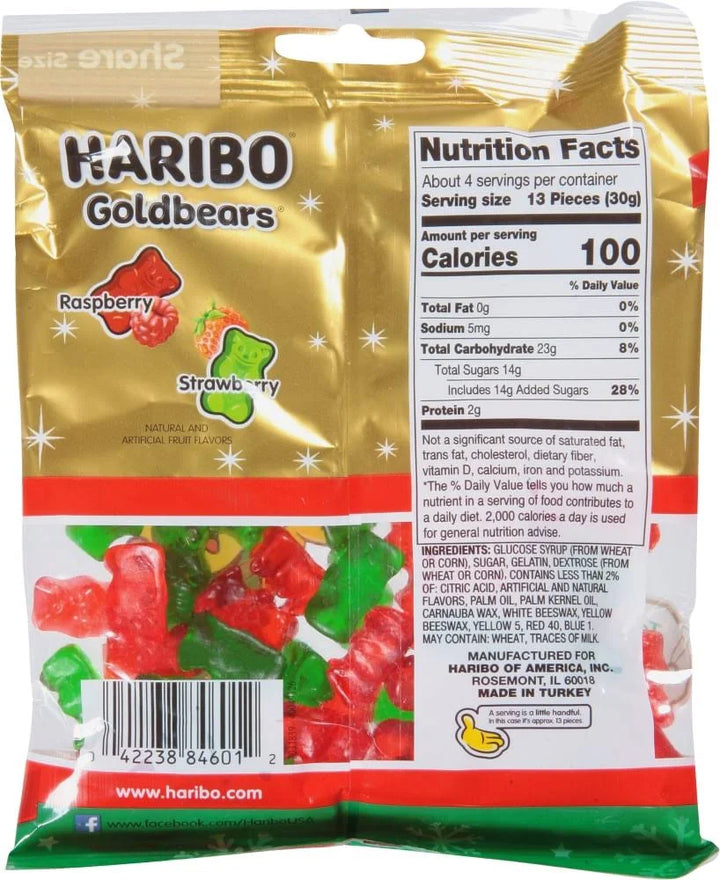 Share Size
HARIBO
Goldbears
Raspberry
Strawberry
NATURAL AND
ARTIFICIAL FRUIT FLAVORS
Nutrition Facts
About 4 servings per container
Serving size 13 Pieces (30g)
Amount per serving
Calories 100
% Daily Value
Total Fat 0g 0%
Sodium 5mg 0%
Total Carbohydrate 23g 8%
Total Sugars 14g
Includes 14g Added Sugars 28%
Protein 2g
Not a significant source of saturated fat,
trans fat, cholesterol, dietary fiber,
vitamin D, calcium, iron and potassium.
*The % Daily Value tells you how much a
nutrient in a serving of food contributes to
a daily diet. 2,000 calories a day is used
for general nutrition advise.
INGREDIENTS: GLUCOSE SYRUP (FROM WHEAT
OR CORN), SUGAR, GELATIN, DEXTROSE (FROM
WHEAT OR CORN). CONTAINS LESS THAN 2%
OF: CITRIC ACID, ARTIFICIAL AND NATURAL
FLAVORS, PALM OIL, PALM KERNEL OIL,
CARNAUBA WAX, WHITE BEESWAX, YELLOW
BEESWAX, YELLOW 5, RED 40, BLUE 1.
MAY CONTAIN: WHEAT, TRACES OF MILK.
MANUFACTURED FOR
HARIBO OF AMERICA, INC.
ROSEMONT, IL 60018
MADE IN TURKEY
A serving is a little handful.
In this case it's approx. 13 pieces.
0 42238 84601 2
www.haribo.com
www.facebook.com/HariboUSA